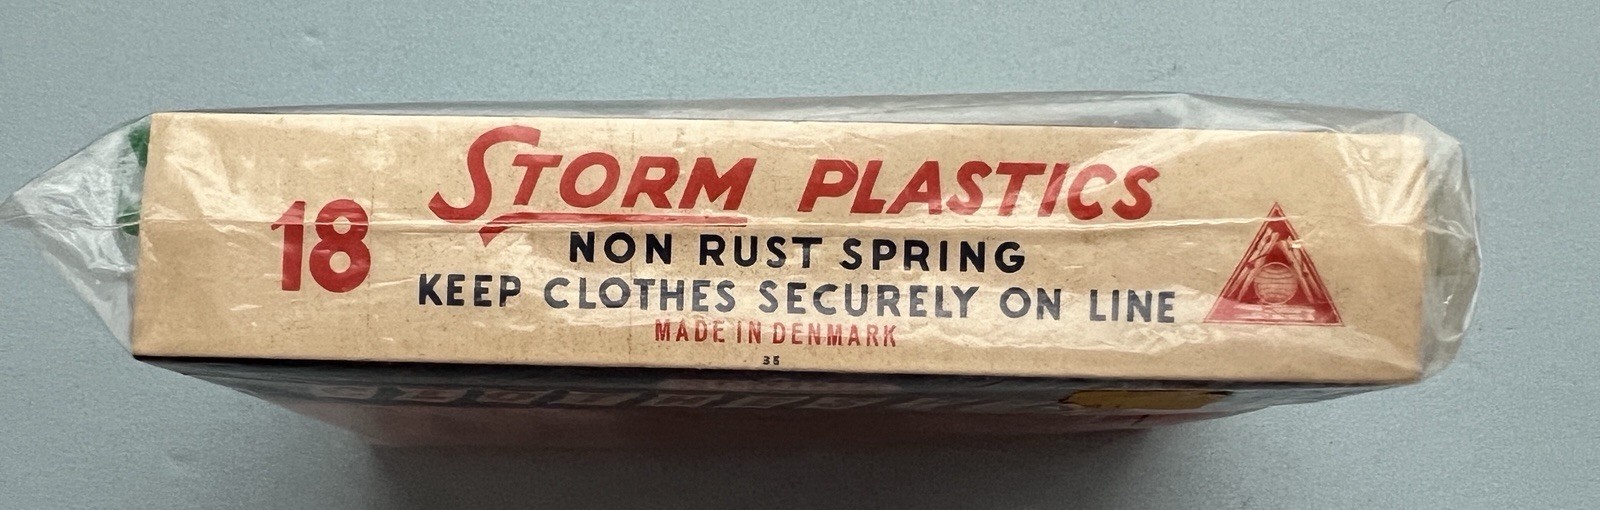 18
STORM PLASTICS
NON RUST SPRING
KEEP CLOTHES SECURELY ON LINE
MADE IN DENMARK
35